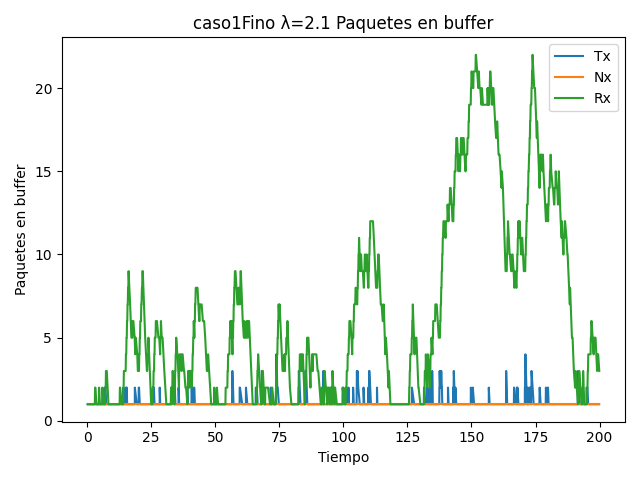 caso1Fino λ=2.1 Paquetes en buffer
Tx
Nx
Rx
Paquetes en buffer
20
15
10
5
0
0 25 50 75 100 125 150 175 200
Tiempo